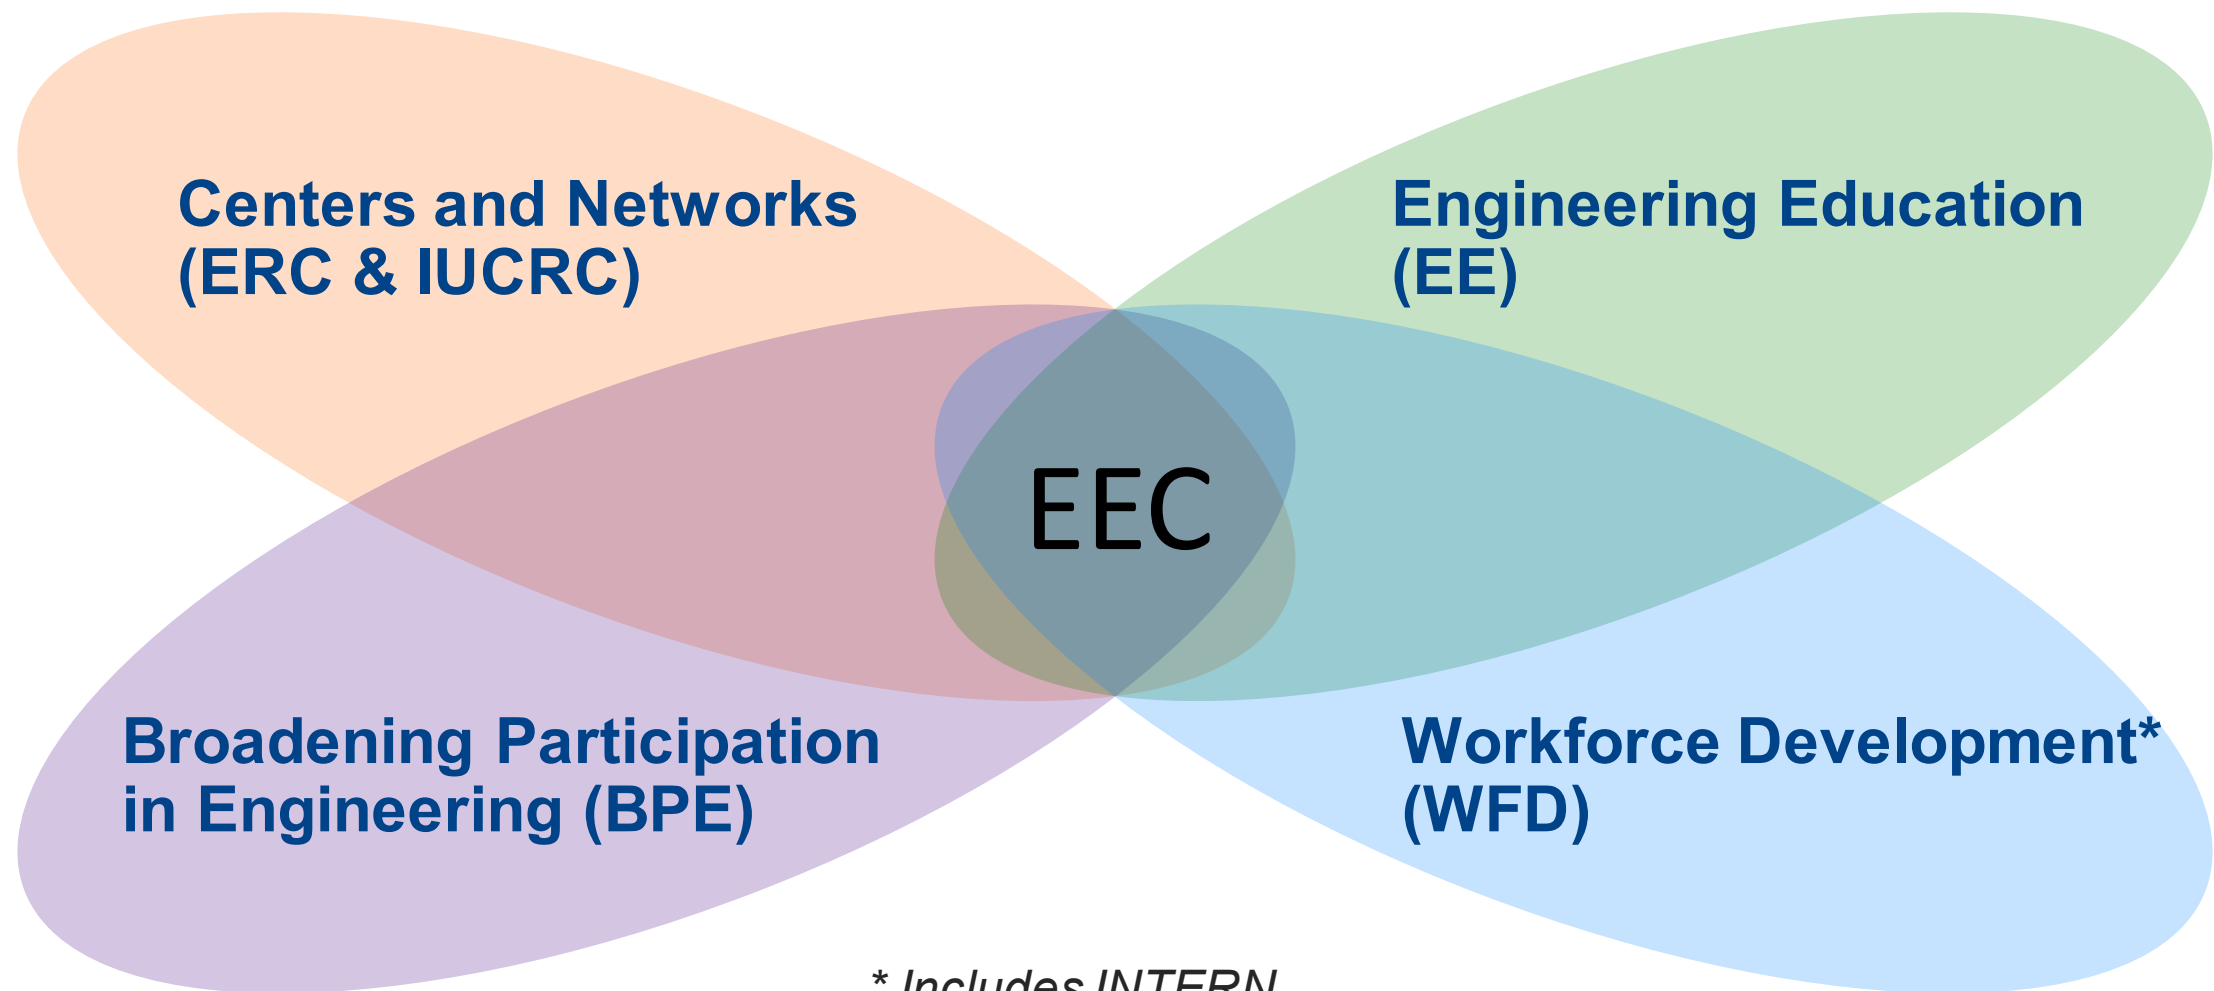 Centers and Networks
(ERC & IUCRC)
Engineering Education
(EE)
EEC
Broadening Participation
in Engineering (BPE)
Workforce Development*
(WFD)
* Includes INTERN